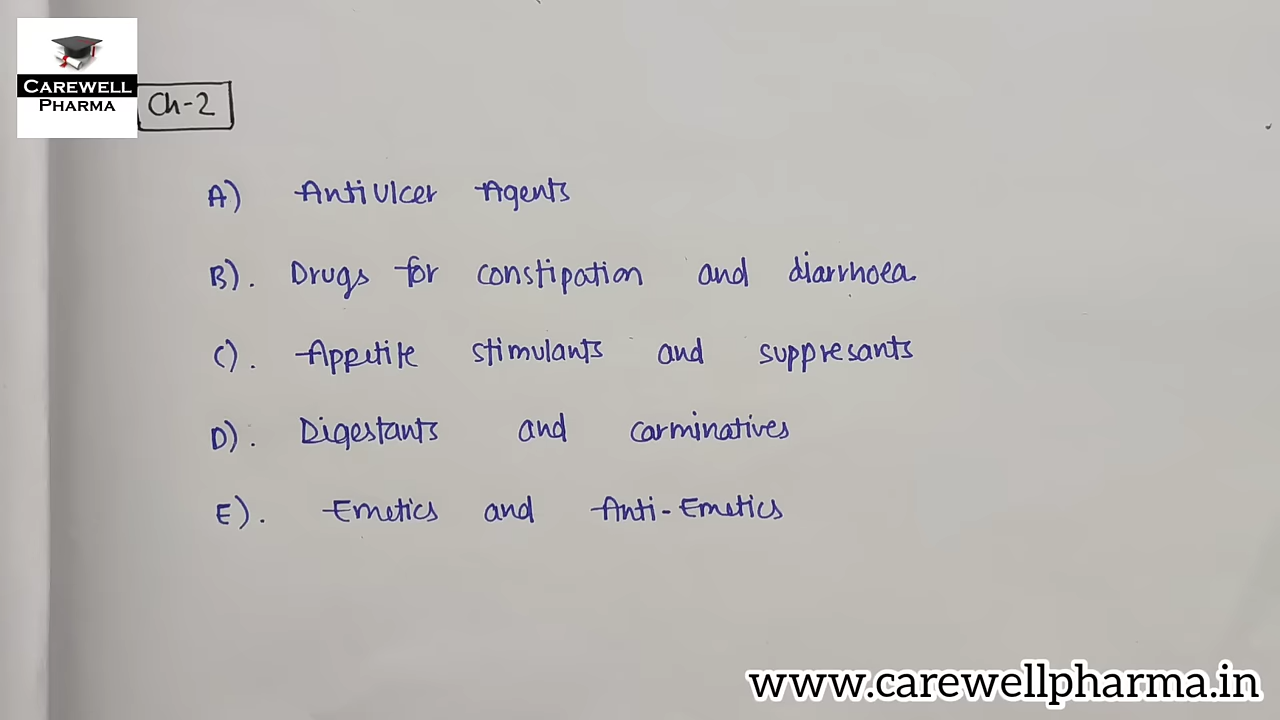 CAREWELL
PHARMA
Ch-2
A) AntiUlcer Agents
B). Drugs for constipation and diarrhoea
C). Appetite stimulants and suppresants
D). Digestants and carminatives
E). Emetics and Anti-Emetics
www.carewellpharma.in